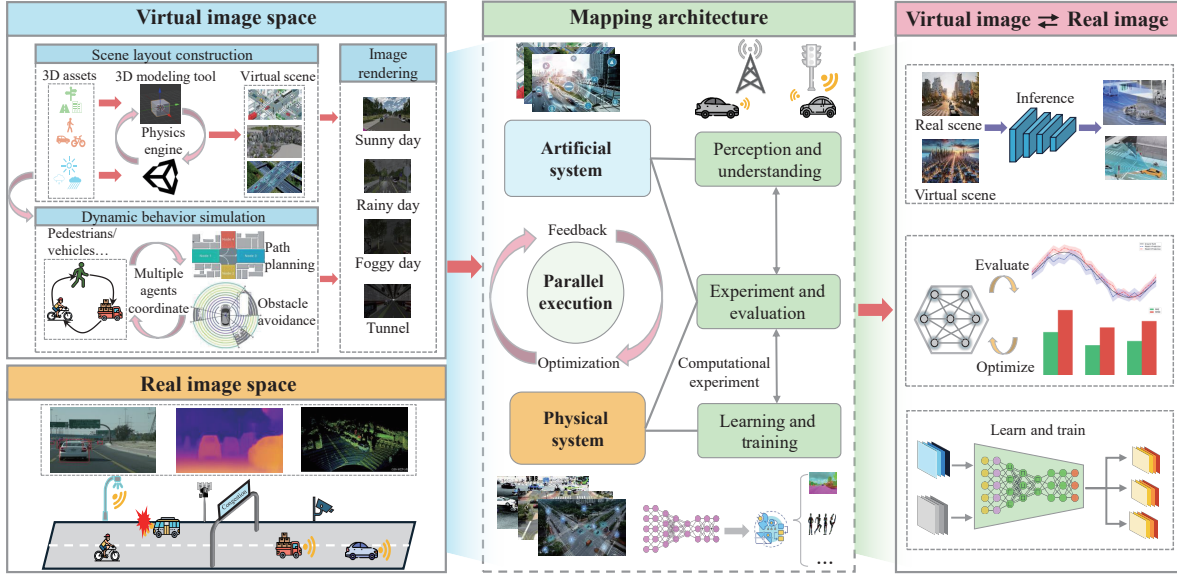 Virtual image space
Scene layout construction
3D assets
3D modeling tool
Virtual scene
Physics
engine
Image
rendering
Sunny day
Rainy day
Foggy day
Tunnel
Dynamic behavior simulation
Pedestrians/
vehicles…
Multiple
agents
coordinate
Path
planning
Obstacle
avoidance
Real image space
Congestion
Mapping architecture
Artificial
system
Perception and
understanding
Feedback
Parallel
execution
Optimization
Experiment and
evaluation
Computational
experiment
Physical
system
Learning and
training
…
Virtual image ⇄ Real image
Real scene
Inference
Virtual scene
Evaluate
Optimize
Learn and train